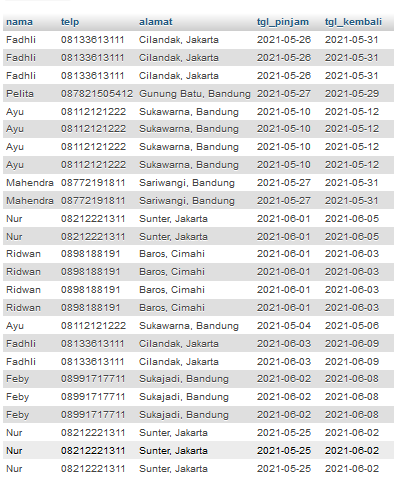 nama telp alamat tgl_pinjam tgl_kembali
Fadhli 08133613111 Cilandak, Jakarta 2021-05-26 2021-05-31
Fadhli 08133613111 Cilandak, Jakarta 2021-05-26 2021-05-31
Fadhli 08133613111 Cilandak, Jakarta 2021-05-26 2021-05-31
Pelita 087821505412 Gunung Batu, Bandung 2021-05-27 2021-05-29
Ayu 08112121222 Sukawarna, Bandung 2021-05-10 2021-05-12
Ayu 08112121222 Sukawarna, Bandung 2021-05-10 2021-05-12
Ayu 08112121222 Sukawarna, Bandung 2021-05-10 2021-05-12
Ayu 08112121222 Sukawarna, Bandung 2021-05-10 2021-05-12
Mahendra 08772191811 Sariwangi, Bandung 2021-05-27 2021-05-31
Mahendra 08772191811 Sariwangi, Bandung 2021-05-27 2021-05-31
Nur 08212221311 Sunter, Jakarta 2021-06-01 2021-06-05
Nur 08212221311 Sunter, Jakarta 2021-06-01 2021-06-05
Ridwan 0898188191 Baros, Cimahi 2021-06-01 2021-06-03
Ridwan 0898188191 Baros, Cimahi 2021-06-01 2021-06-03
Ridwan 0898188191 Baros, Cimahi 2021-06-01 2021-06-03
Ridwan 0898188191 Baros, Cimahi 2021-06-01 2021-06-03
Ayu 08112121222 Sukawarna, Bandung 2021-05-04 2021-05-06
Fadhli 08133613111 Cilandak, Jakarta 2021-06-03 2021-06-09
Fadhli 08133613111 Cilandak, Jakarta 2021-06-03 2021-06-09
Feby 08991717711 Sukajadi, Bandung 2021-06-02 2021-06-08
Feby 08991717711 Sukajadi, Bandung 2021-06-02 2021-06-08
Feby 08991717711 Sukajadi, Bandung 2021-06-02 2021-06-08
Nur 08212221311 Sunter, Jakarta 2021-05-25 2021-06-02
Nur 08212221311 Sunter, Jakarta 2021-05-25 2021-06-02
Nur 08212221311 Sunter, Jakarta 2021-05-25 2021-06-02